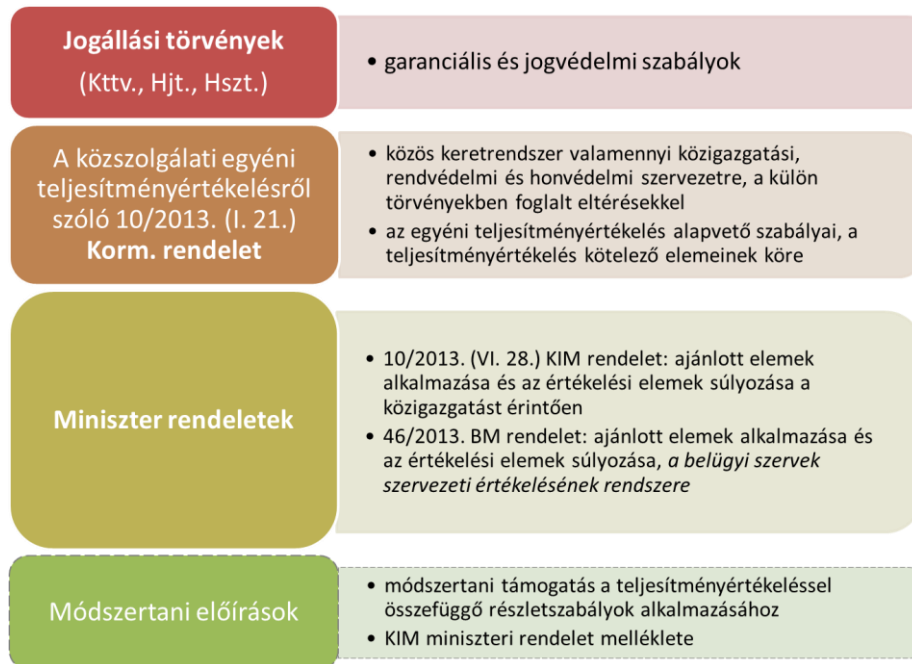 Jogállási törvények
(Kttv., Hjt., Hszt.)
• garanciális és jogvédelmi szabályok
A közszolgálati egyéni
teljesítményértékelésről
szóló 10/2013. (I. 21.)
Korm. rendelet
• közös keretrendszer valamennyi közigazgatási,
rendvédelmi és honvédelmi szervezetre, a külön
törvényekben foglalt eltérésekkel
• az egyéni teljesítményértékelés alapvető szabályai, a
teljesítményértékelés kötelező elemeinek köre
Miniszter rendeletek
• 10/2013. (VI. 28.) KIM rendelet: ajánlott elemek
alkalmazása és az értékelési elemek súlyozása a
közigazgatást érintően
• 46/2013. BM rendelet: ajánlott elemek alkalmazása és
az értékelési elemek súlyozása, a belügyi szervek
szervezeti értékelésének rendszere
Módszertani előírások
• módszertani támogatás a teljesítményértékeléssel
összefüggő részletszabályok alkalmazásához
• KIM miniszteri rendelet melléklete